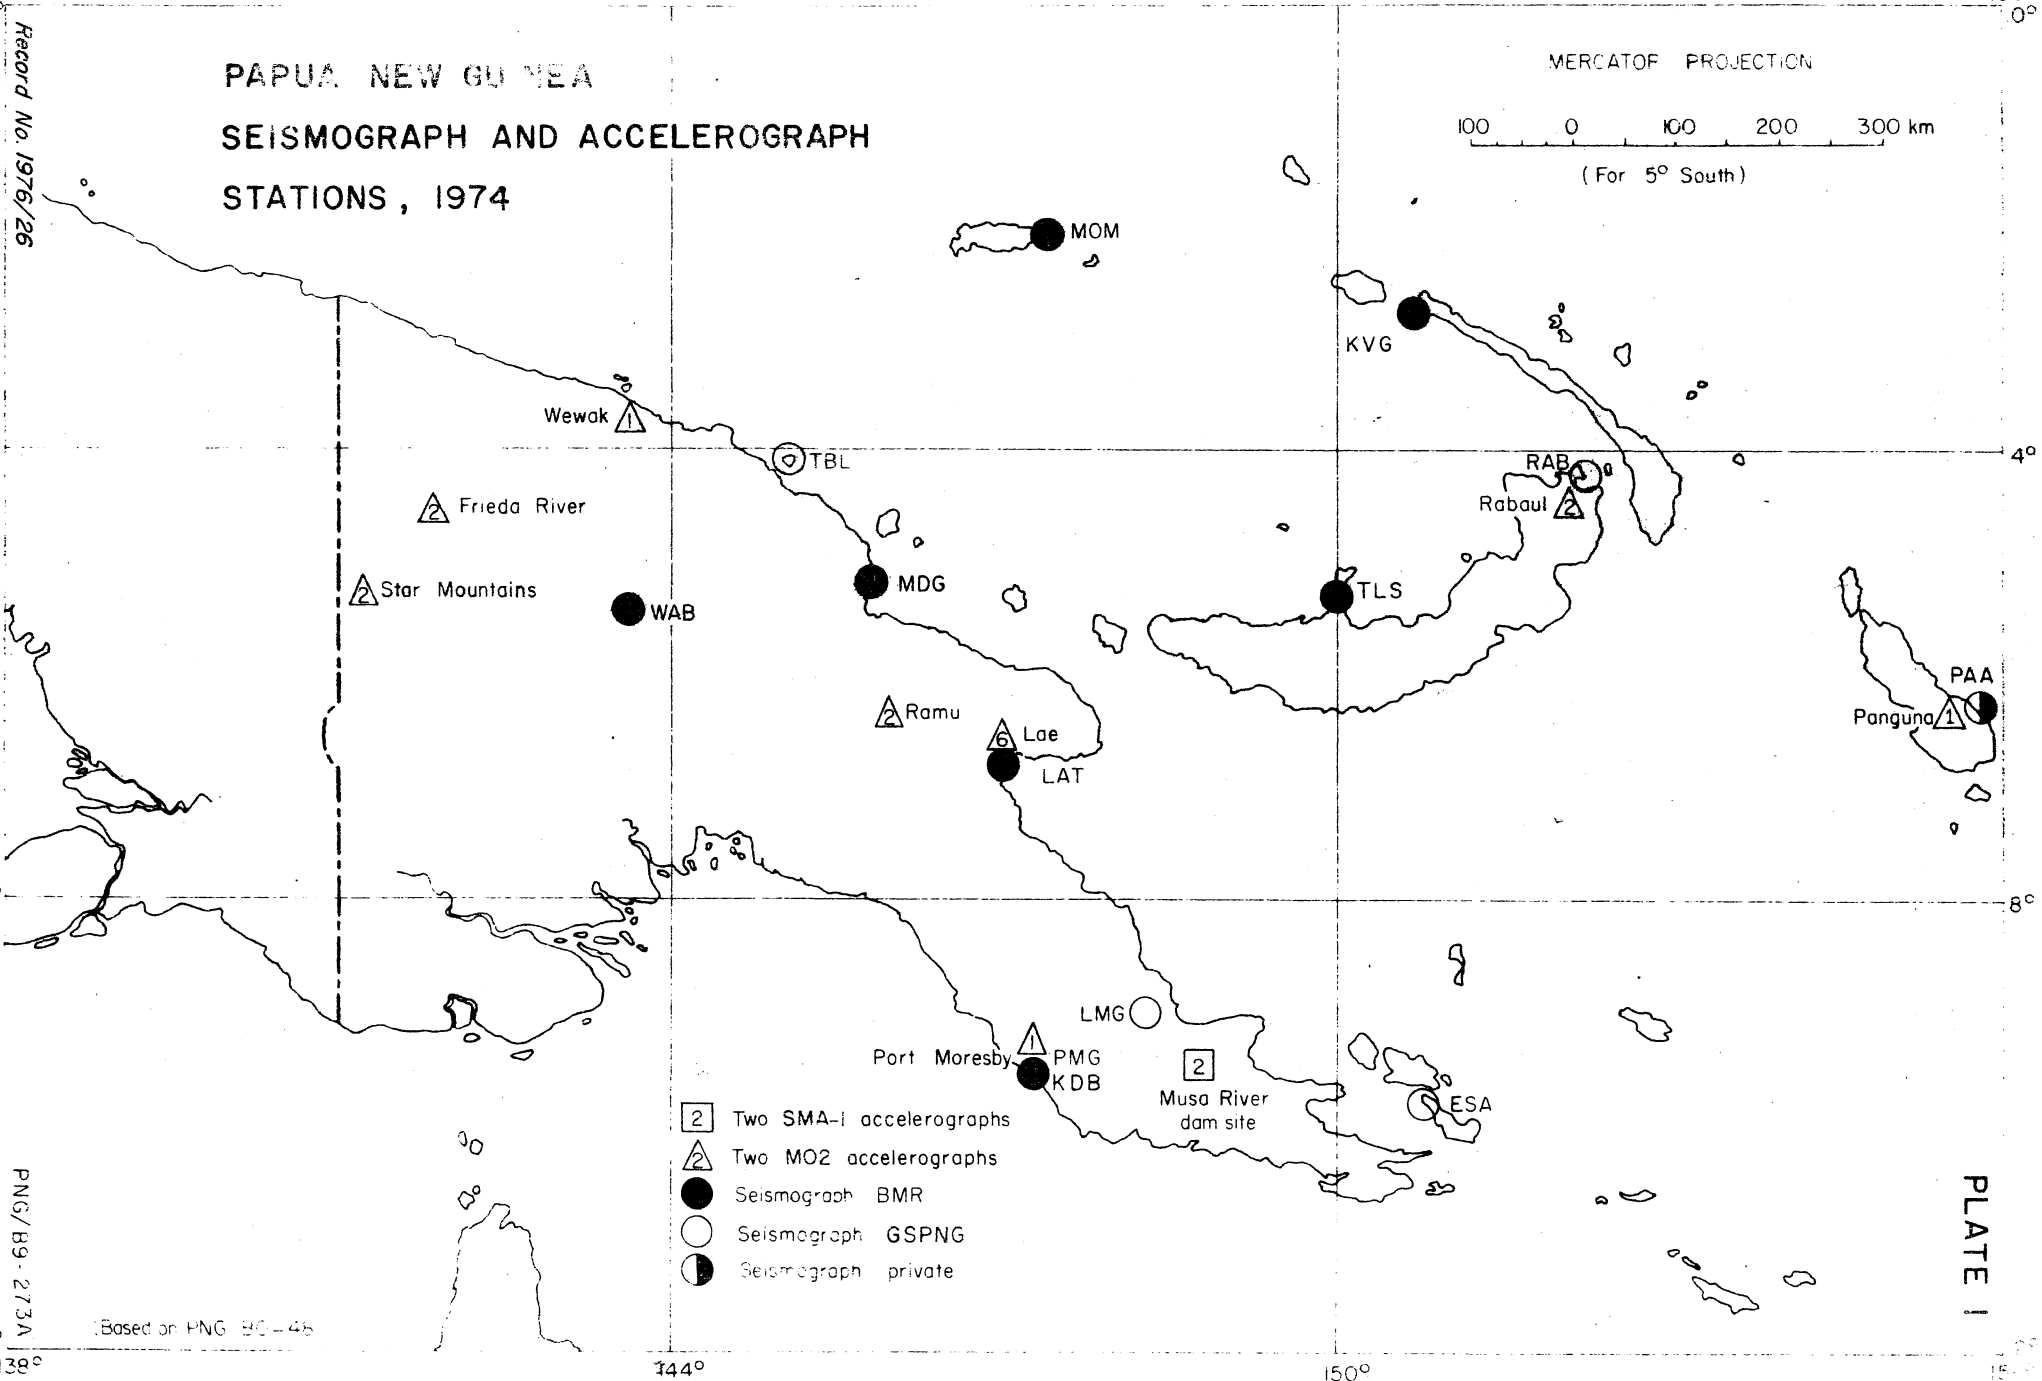 Record No. 1976/26
PAPUA NEW GUINEA
SEISMOGRAPH AND ACCELEROGRAPH
STATIONS, 1974
0°
MERCATOR PROJECTION
100 0 100 200 300 km
(For 5° South)
MOM
KVG
Wewak 1
TBL
4°
RAB
Rabaul 2
2 Frieda River
2 Star Mountains
WAB
MDG
TLS
PAA
Panguna 1
2 Ramu
6 Lae
LAT
8°
LMG
1
Port Moresby PMG
KDB
2
Musa River
dam site
ESA
2 Two SMA-1 accelerographs
2 Two MO2 accelerographs
Seismograph BMR
Seismograph GSPNG
Seismograph private
PLATE 1
PNG/B9-273A
Based on PNG
138° 144° 150°